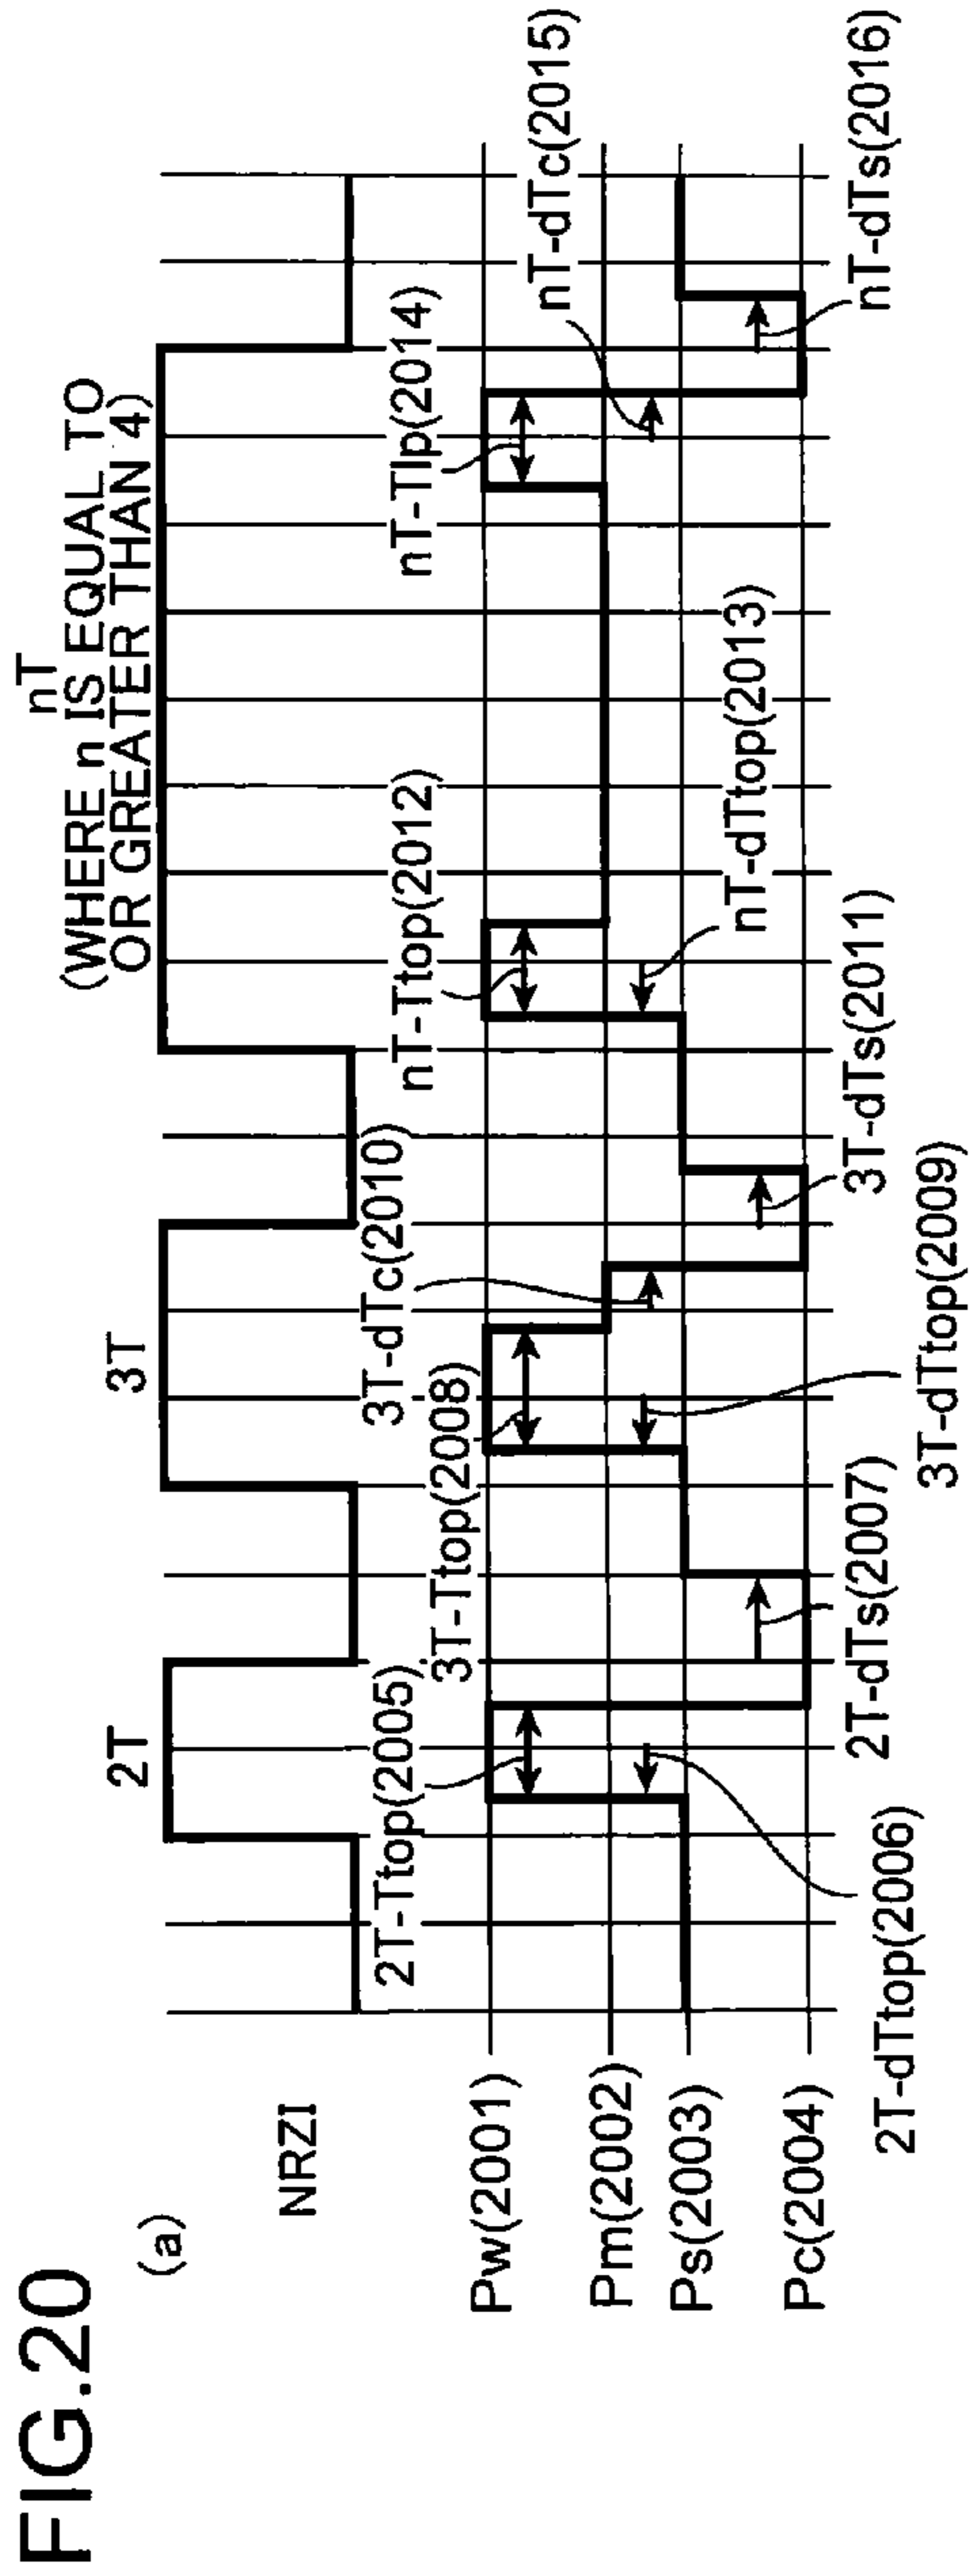 FIG.20
(a)
nT
(WHERE n IS EQUAL TO
OR GREATER THAN 4)
2T
3T
NRZI
2T-Ttop(2005)
3T-Ttop(2008)
3T-dTc(2010)
nT-Ttop(2012)
nT-Tlp(2014)
nT-dTc(2015)
Pw(2001)
Pm(2002)
Ps(2003)
Pc(2004)
2T-dTtop(2006)
2T-dTs(2007)
3T-dTtop(2009)
3T-dTs(2011)
nT-dTtop(2013)
nT-dTs(2016)